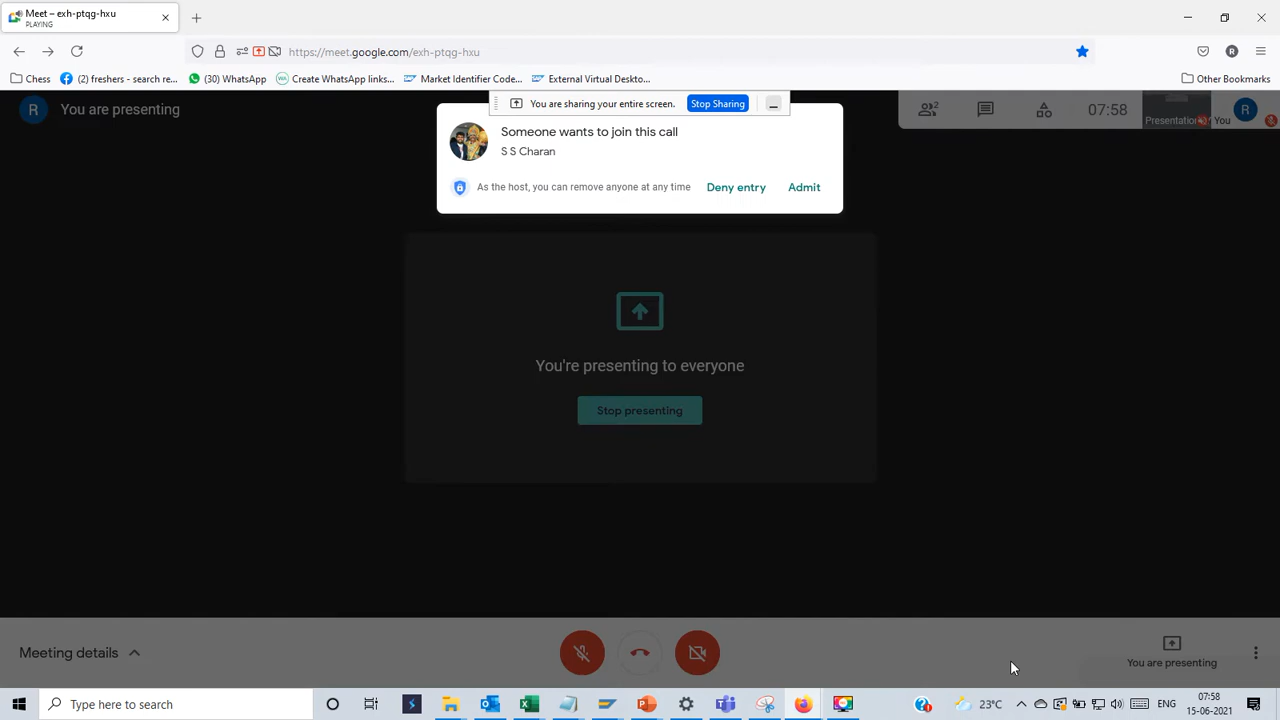 Meet – exh-ptqg-hxu
PLAYING
https://meet.google.com/exh-ptqg-hxu
Chess
(2) freshers - search re...
(30) WhatsApp
Create WhatsApp links...
Market Identifier Code...
External Virtual Deskto...
Other Bookmarks
R
You are presenting
You are sharing your entire screen.
Stop Sharing
2
07:58
Presentation
You
R
Someone wants to join this call
S S Charan
As the host, you can remove anyone at any time
Deny entry
Admit
You're presenting to everyone
Stop presenting
Meeting details
You are presenting
Type here to search
23°C
ENG
07:58
15-06-2021